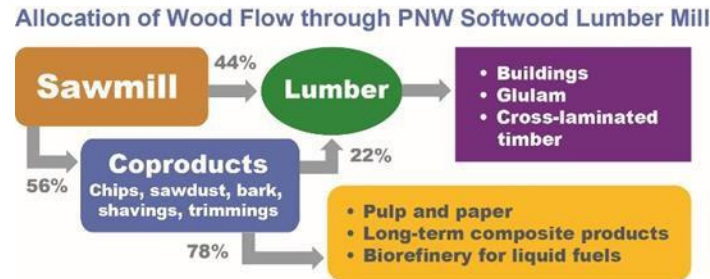 Allocation of Wood Flow through PNW Softwood Lumber Mill
Sawmill
44%
Lumber
• Buildings
• Glulam
• Cross-laminated
timber
56%
Coproducts
Chips, sawdust, bark,
shavings, trimmings
22%
78%
• Pulp and paper
• Long-term composite products
• Biorefinery for liquid fuels